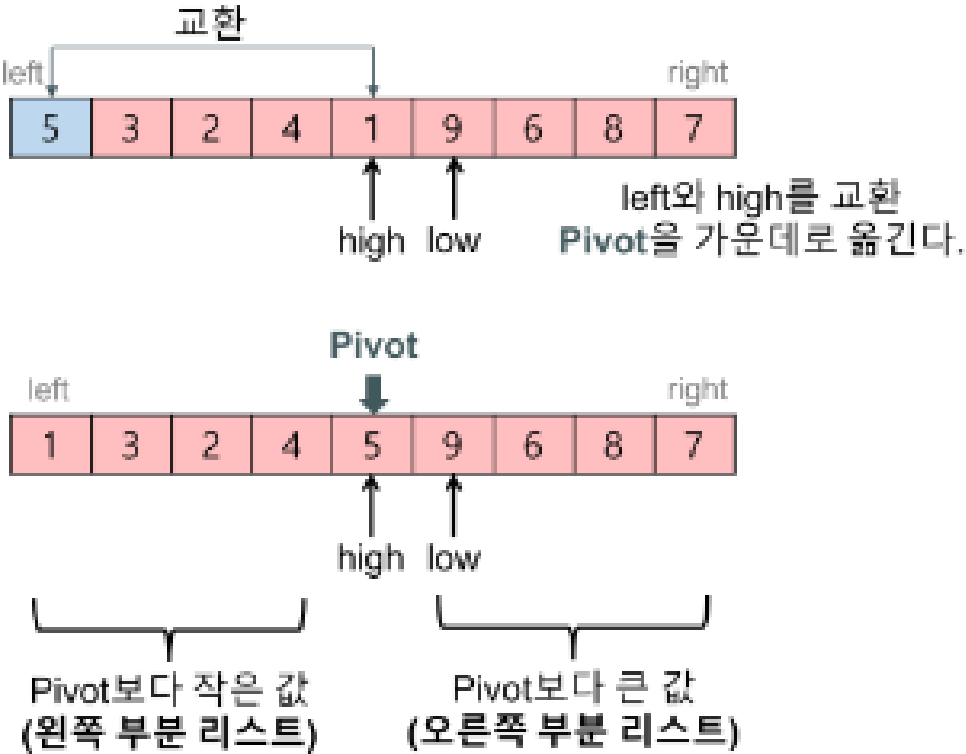 교환
left
right
5 3 2 4 1 9 6 8 7
high low
left와 high를 교환
Pivot을 가운데로 옮긴다.
Pivot
left
right
1 3 2 4 5 9 6 8 7
high low
Pivot보다 작은 값
(왼쪽 부분 리스트)
Pivot보다 큰 값
(오른쪽 부분 리스트)